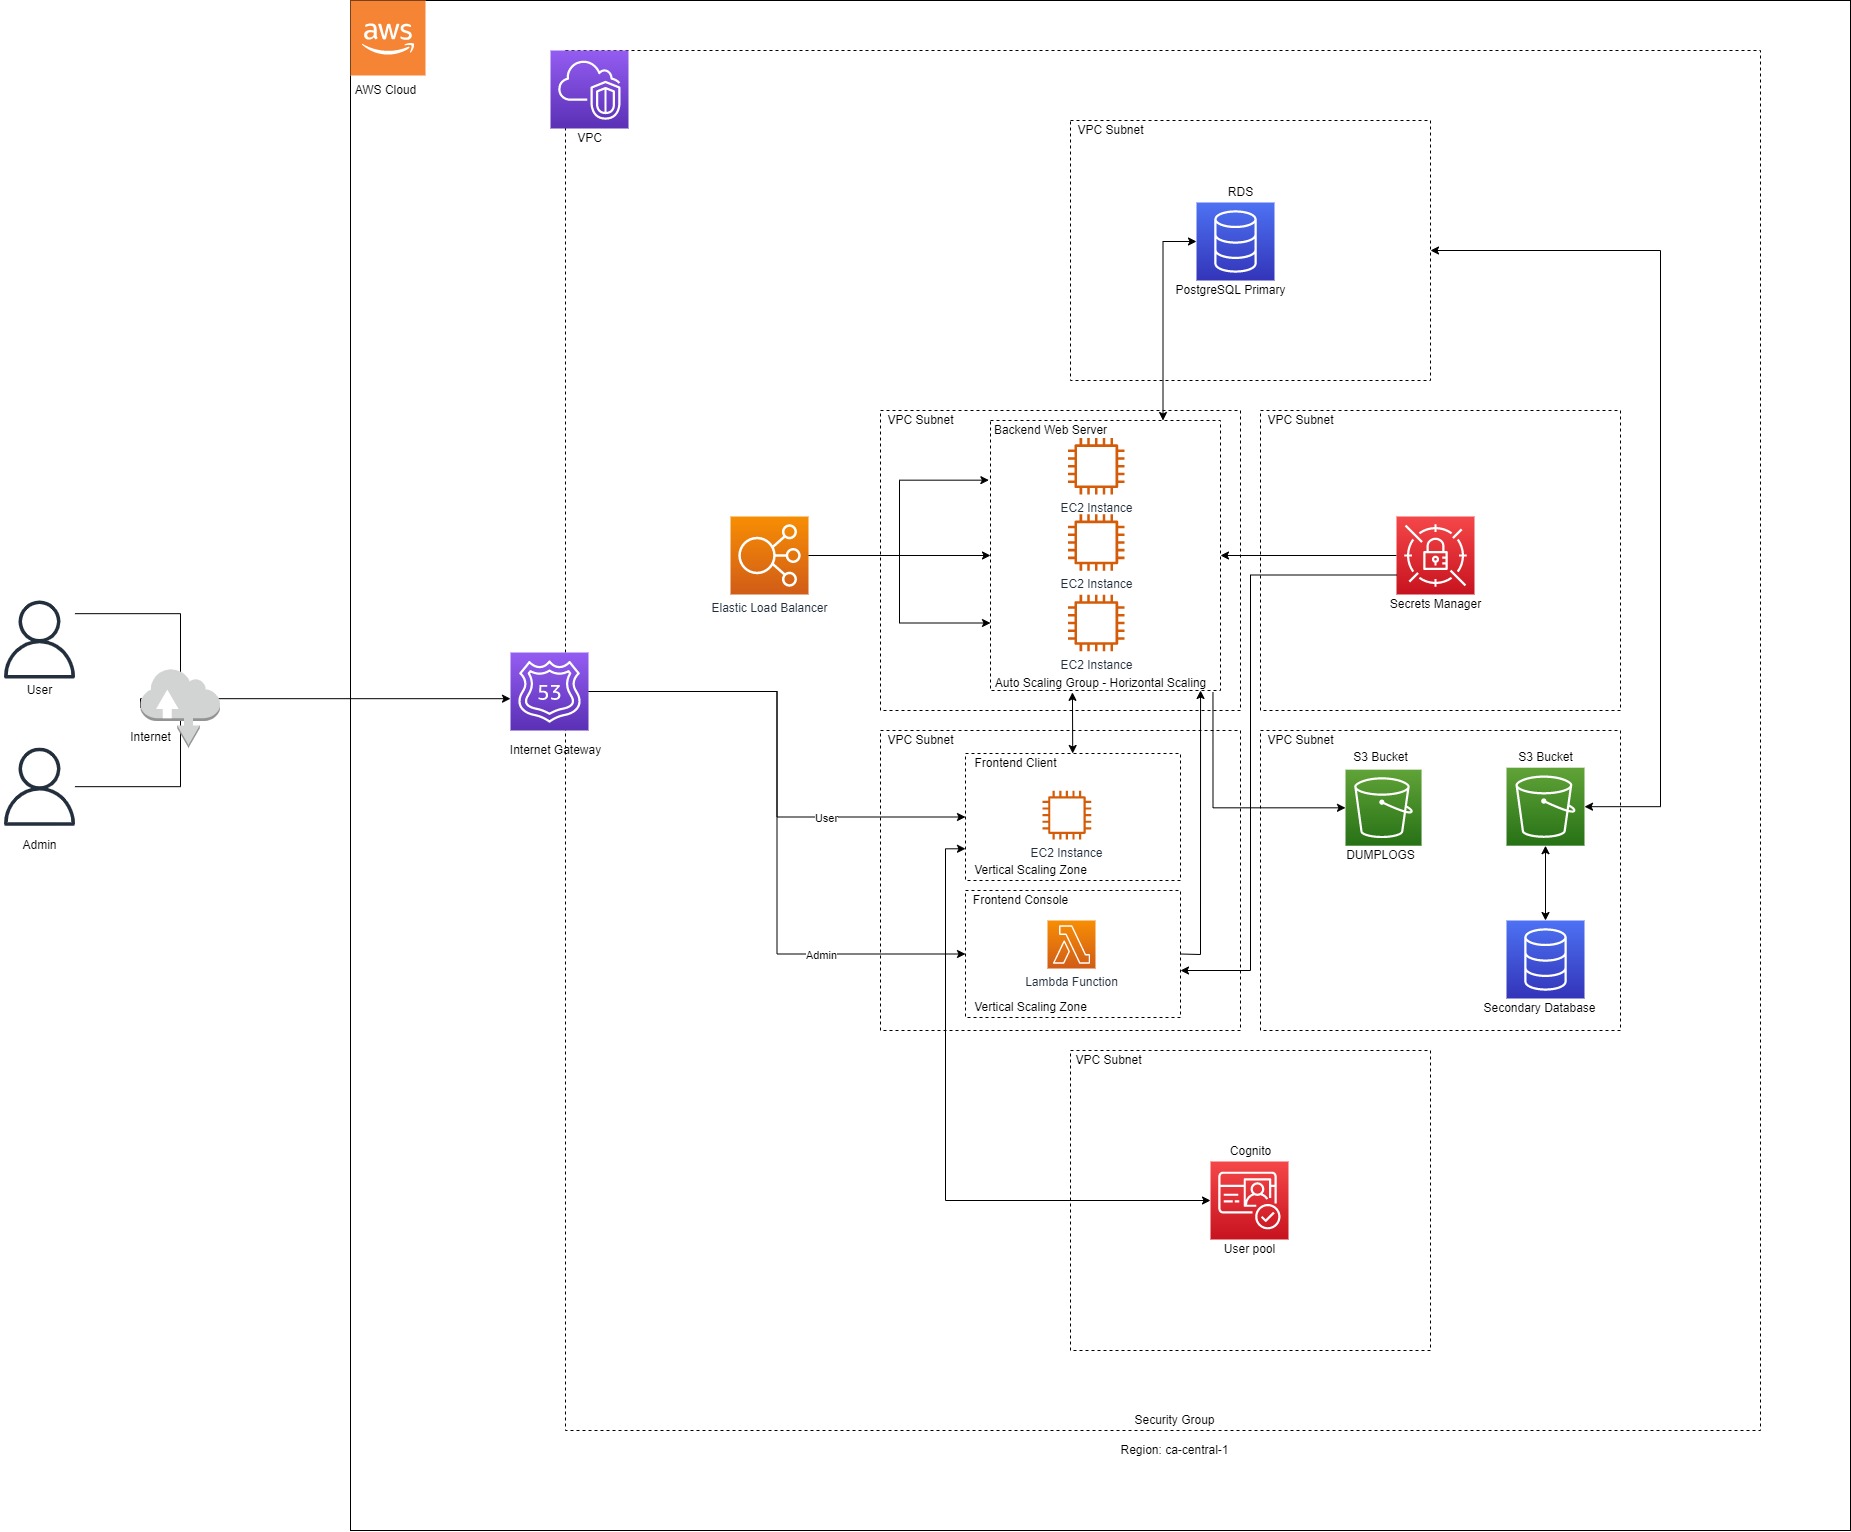 aws
AWS Cloud
VPC
VPC Subnet
RDS
PostgreSQL Primary
VPC Subnet
Backend Web Server
EC2 Instance
EC2 Instance
EC2 Instance
Auto Scaling Group - Horizontal Scaling
Elastic Load Balancer
VPC Subnet
Secrets Manager
User
Internet
Admin
53
Internet Gateway
VPC Subnet
Frontend Client
EC2 Instance
Vertical Scaling Zone
User
Frontend Console
Admin
Lambda Function
Vertical Scaling Zone
VPC Subnet
S3 Bucket
DUMPLOGS
S3 Bucket
Secondary Database
VPC Subnet
Cognito
User pool
Security Group
Region: ca-central-1